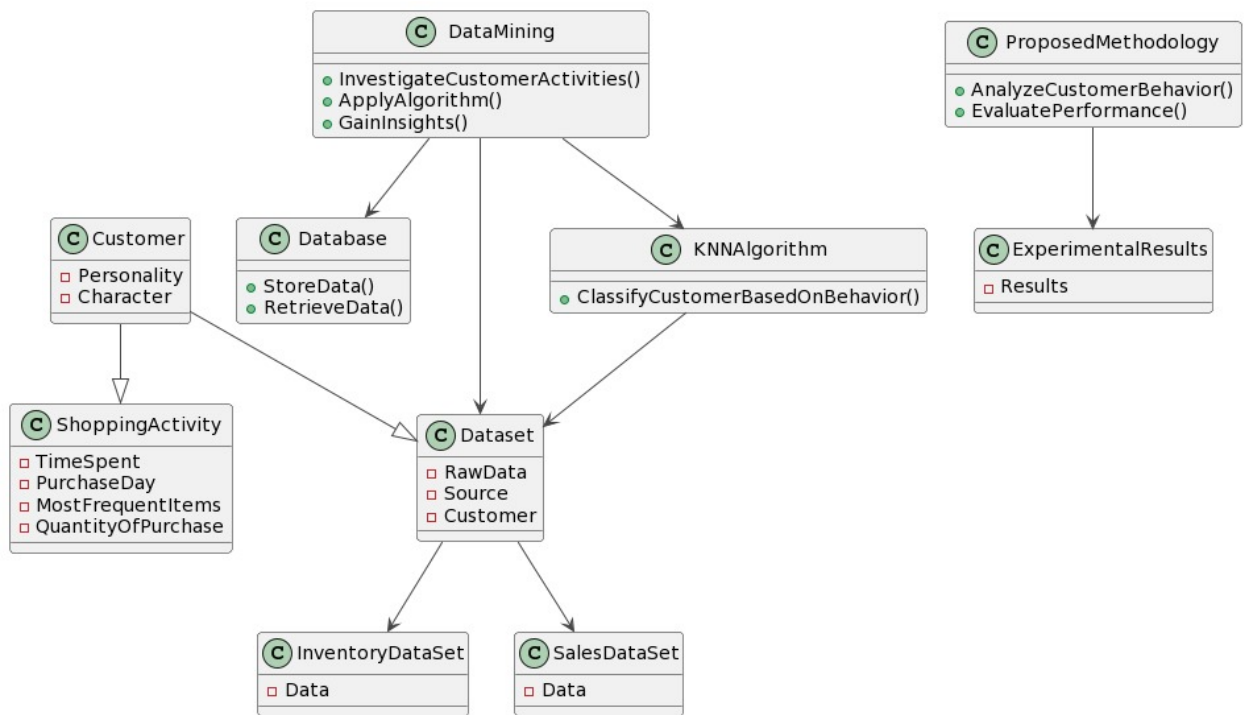 C DataMining
InvestigateCustomerActivities()
ApplyAlgorithm()
GainInsights()
C ProposedMethodology
AnalyzeCustomerBehavior()
EvaluatePerformance()
C Customer
Personality
Character
C Database
StoreData()
RetrieveData()
C KNNAlgorithm
ClassifyCustomerBasedOnBehavior()
C ExperimentalResults
Results
C ShoppingActivity
TimeSpent
PurchaseDay
MostFrequentItems
QuantityOfPurchase
C Dataset
RawData
Source
Customer
C InventoryDataSet
Data
C SalesDataSet
Data